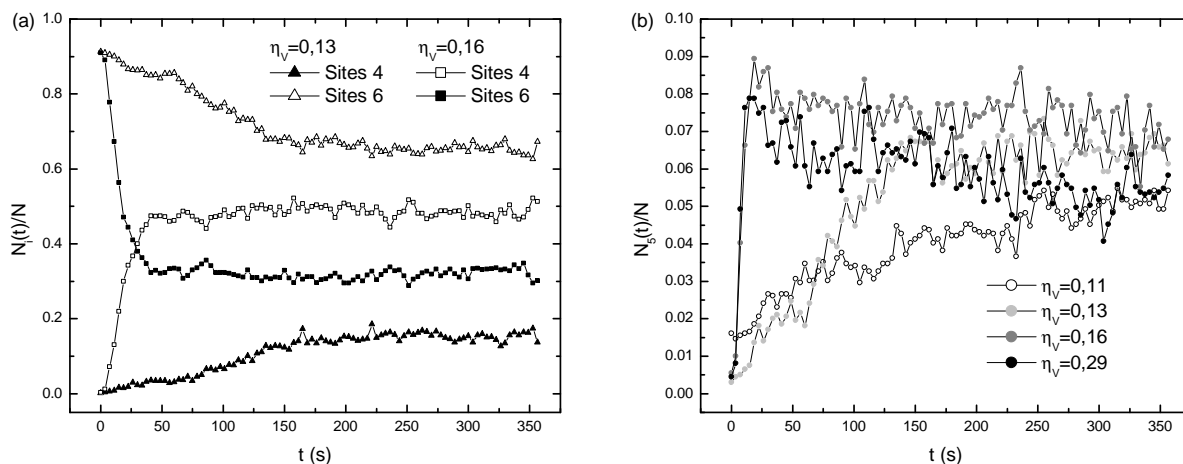 (a)
1.0
0.8
0.6
0.4
0.2
0.0
N_i(t)/N
η_V=0,13
Sites 4
Sites 6
η_V=0,16
Sites 4
Sites 6
0 50 100 150 200 250 300 350
t (s)
(b)
0.10
0.09
0.08
0.07
0.06
0.05
0.04
0.03
0.02
0.01
0.00
N_5(t)/N
η_V=0,11
η_V=0,13
η_V=0,16
η_V=0,29
0 50 100 150 200 250 300 350
t (s)